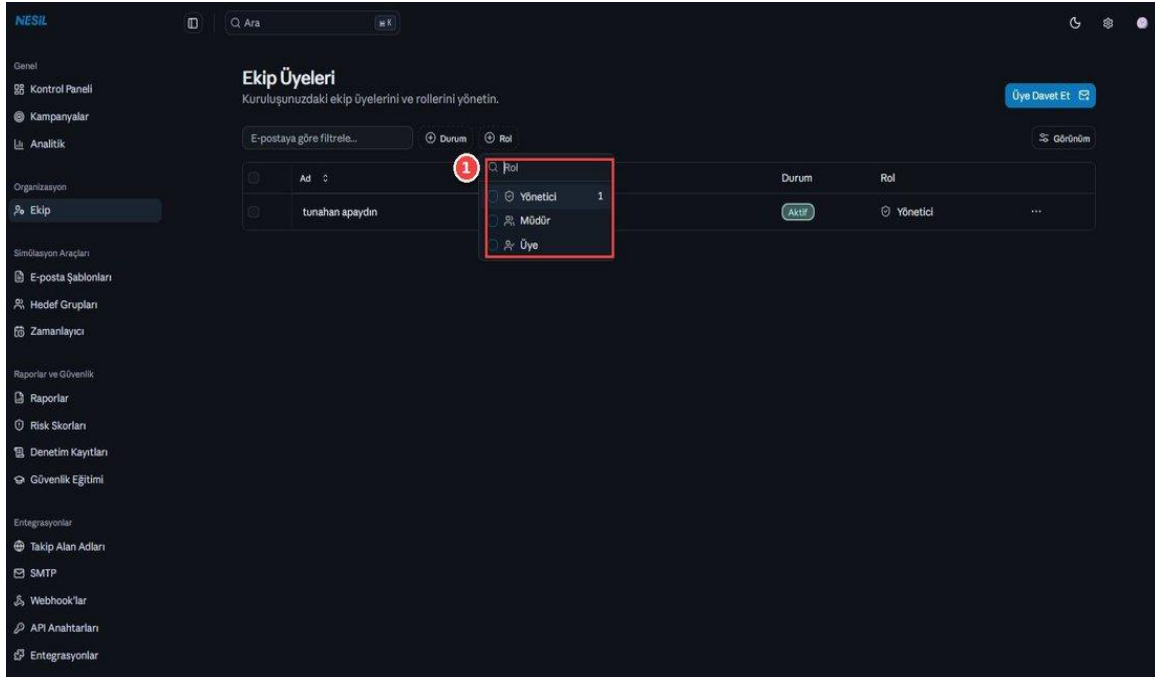 NESİL
Ara
⌘ K
Genel
Kontrol Paneli
Kampanyalar
Analitik
Organizasyon
Ekip
Simülasyon Araçları
E-posta Şablonları
Hedef Grupları
Zamanlayıcı
Raporlar ve Güvenlik
Raporlar
Risk Skorları
Denetim Kayıtları
Güvenlik Eğitimi
Entegrasyonlar
Takip Alan Adları
SMTP
Webhook'lar
API Anahtarları
Entegrasyonlar
Ekip Üyeleri
Kuruluşunuzdaki ekip üyelerini ve rollerini yönetin.
Üye Davet Et
E-postaya göre filtrele...
Durum
Rol
Görünüm
1
Rol
Yönetici 1
Müdür
Üye
Ad Durum Rol
tunahan apaydın Aktif Yönetici ...